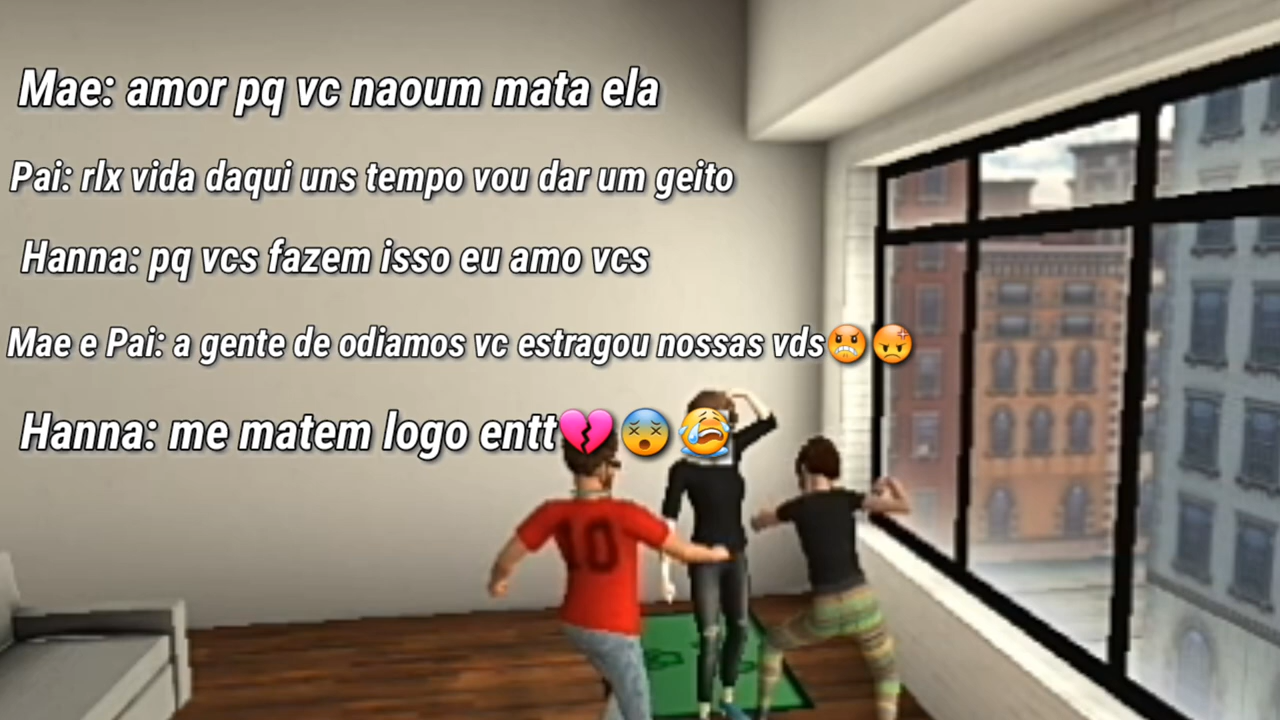 Mae: amor pq vc naoum mata ela
Pai: rlx vida daqui uns tempo vou dar um geito
Hanna: pq vcs fazem isso eu amo vcs
Mae e Pai: a gente de odiamos vc estragou nossas vds😠😡
Hanna: me matem logo entt💔😵😭
10